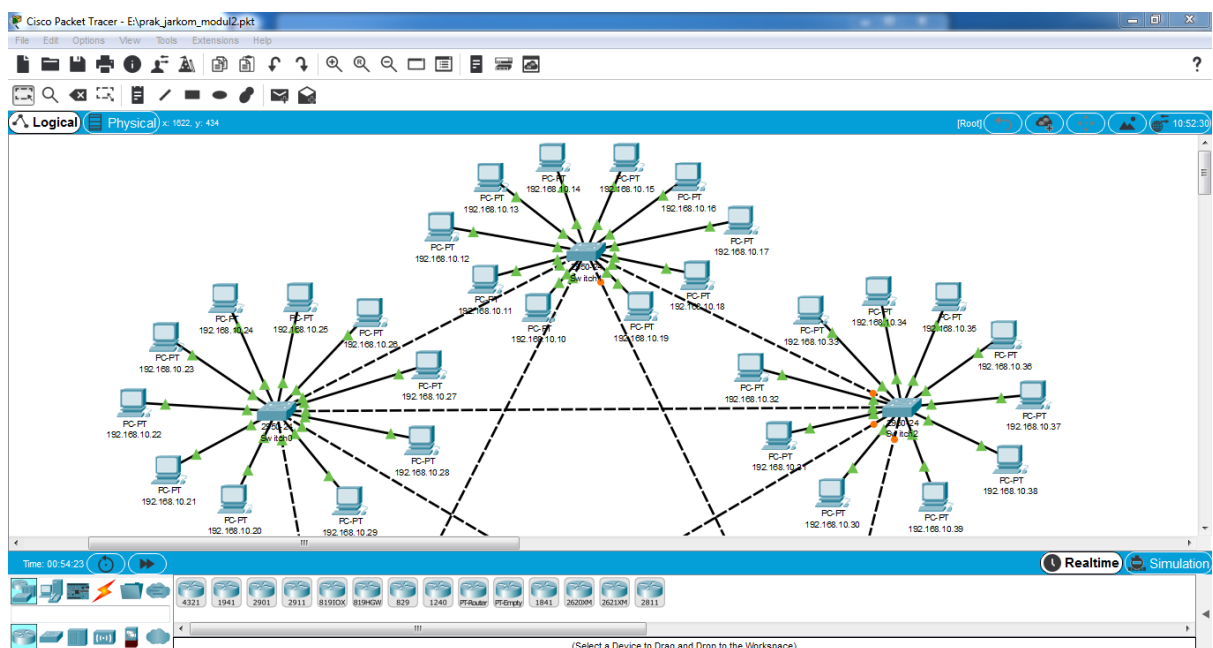 Cisco Packet Tracer - E:\prak_jarkom_modul2.pkt
File Edit Options View Tools Extensions Help
Logical Physical x: 1622, y: 434 [Root] 10:52:30
PC-PT
192.168.10.14
PC-PT
192.168.10.15
PC-PT
192.168.10.13
PC-PT
192.168.10.16
PC-PT
192.168.10.12
PC-PT
192.168.10.17
2950-24
Switch1
PC-PT
192.168.10.11
PC-PT
192.168.10.18
PC-PT
192.168.10.10
PC-PT
192.168.10.19
PC-PT
192.168.10.24
PC-PT
192.168.10.25
PC-PT
192.168.10.26
PC-PT
192.168.10.23
PC-PT
192.168.10.27
PC-PT
192.168.10.22
2950-24
Switch0
PC-PT
192.168.10.28
PC-PT
192.168.10.21
PC-PT
192.168.10.20
PC-PT
192.168.10.29
PC-PT
192.168.10.34
PC-PT
192.168.10.35
PC-PT
192.168.10.33
PC-PT
192.168.10.36
PC-PT
192.168.10.32
PC-PT
192.168.10.37
2950-24
Switch2
PC-PT
192.168.10.31
PC-PT
192.168.10.38
PC-PT
192.168.10.30
PC-PT
192.168.10.39
Time: 00:54:23 Realtime Simulation
4321 1941 2901 2911 819IOX 819HGW 829 1240 PT-Router PT-Empty 1841 2620XM 2621XM 2811
(Select a Device to Drag and Drop to the Workspace)